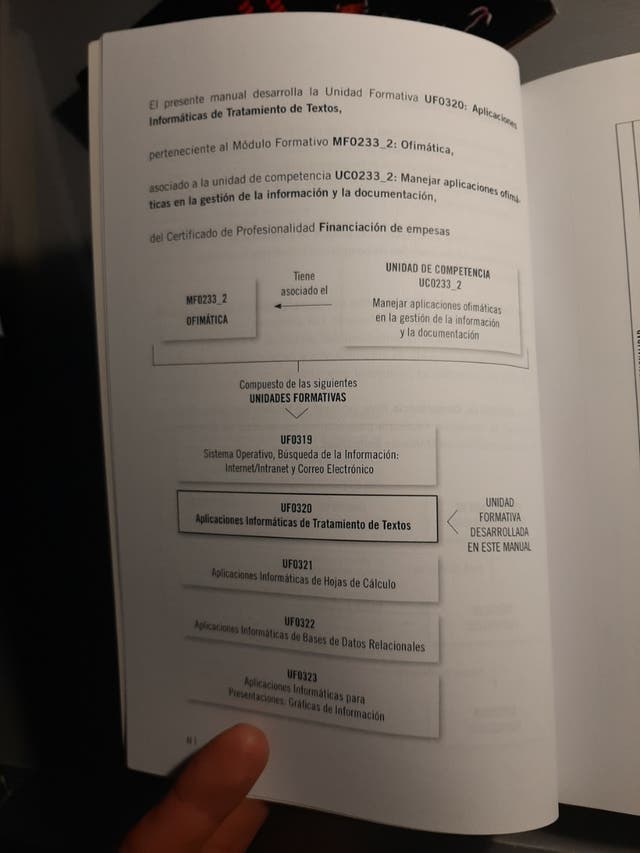 El presente manual desarrolla la Unidad Formativa UF0320: Aplicaciones
Informáticas de Tratamiento de Textos,
perteneciente al Módulo Formativo MF0233_2: Ofimática,
asociado a la unidad de competencia UC0233_2: Manejar aplicaciones ofimá-
ticas en la gestión de la información y la documentación,
del Certificado de Profesionalidad Financiación de empesas
MF0233_2
OFIMÁTICA
Tiene
asociado el
UNIDAD DE COMPETENCIA
UC0233_2
Manejar aplicaciones ofimáticas
en la gestión de la información
y la documentación
Compuesto de las siguientes
UNIDADES FORMATIVAS
UF0319
Sistema Operativo, Búsqueda de la Información:
Internet/Intranet y Correo Electrónico
UF0320
Aplicaciones Informáticas de Tratamiento de Textos
UNIDAD
FORMATIVA
DESARROLLADA
EN ESTE MANUAL
UF0321
Aplicaciones Informáticas de Hojas de Cálculo
UF0322
Aplicaciones Informáticas de Bases de Datos Relacionales
UF0323
Aplicaciones Informáticas para
Presentaciones: Gráficas de Información